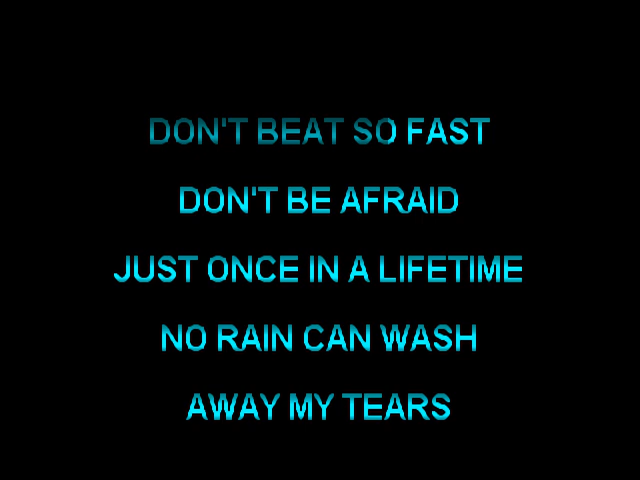 DON'T BEAT SO FAST
DON'T BE AFRAID
JUST ONCE IN A LIFETIME
NO RAIN CAN WASH
AWAY MY TEARS